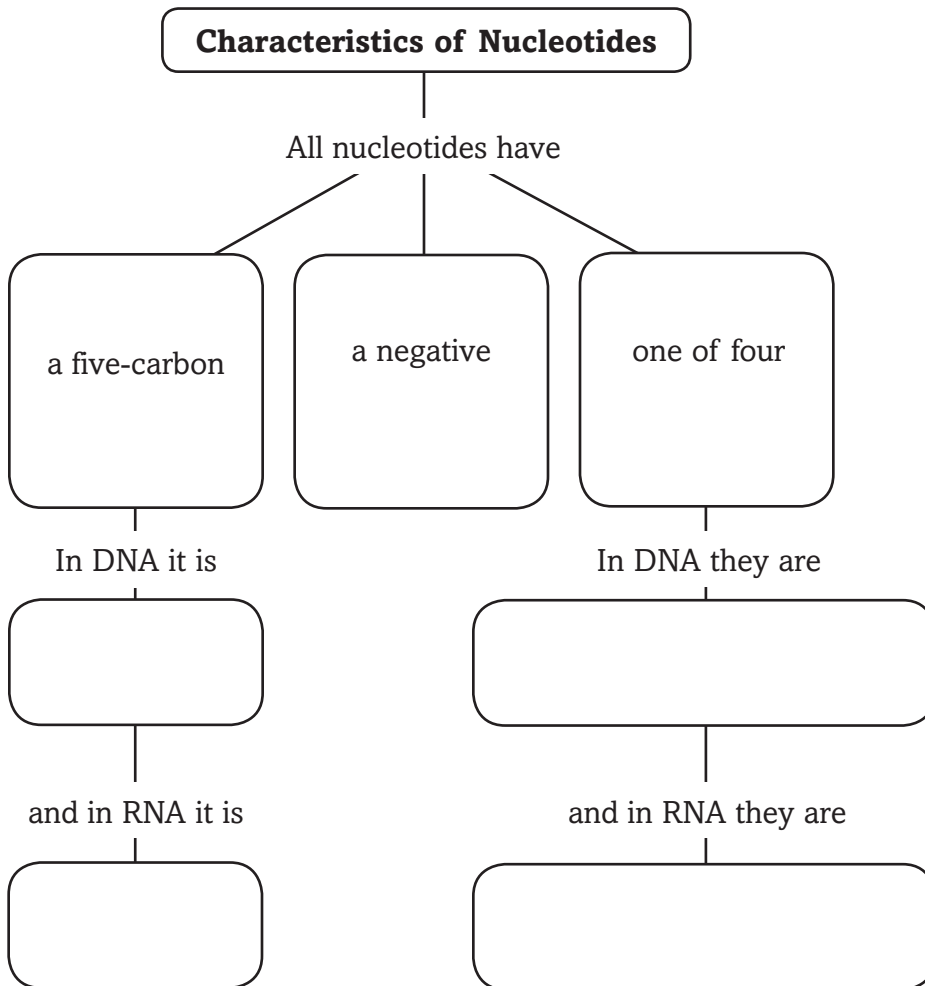 Characteristics of Nucleotides
All nucleotides have
a five-carbon
a negative
one of four
In DNA it is
In DNA they are
and in RNA it is
and in RNA they are